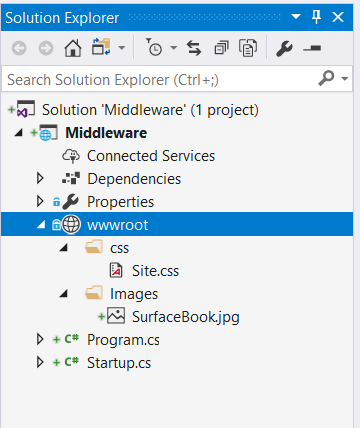 Solution Explorer
Search Solution Explorer (Ctrl+;)
Solution 'Middleware' (1 project)
Middleware
Connected Services
Dependencies
Properties
wwwroot
css
Site.css
Images
SurfaceBook.jpg
C# Program.cs
C# Startup.cs